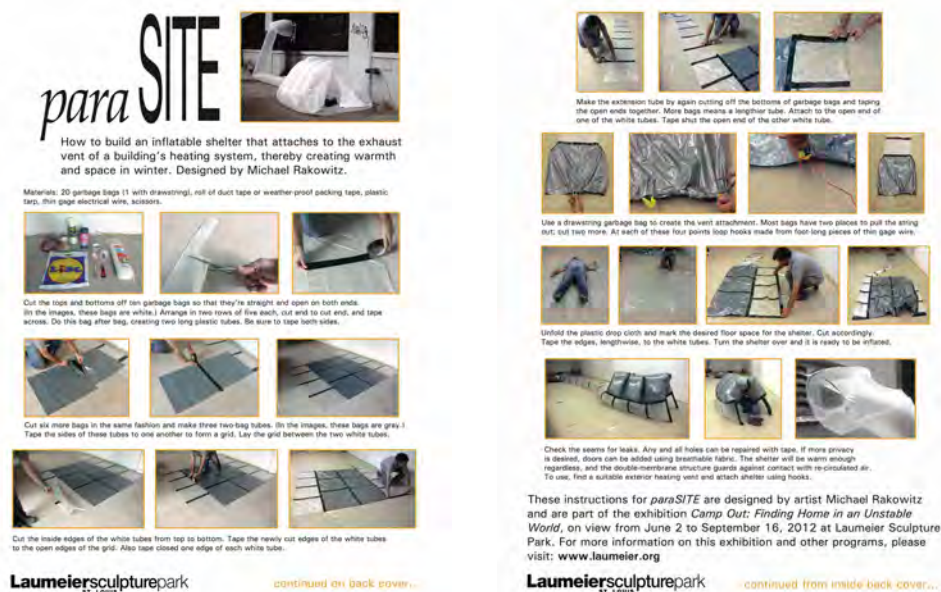 para SITE
How to build an inflatable shelter that attaches to the exhaust
vent of a building's heating system, thereby creating warmth
and space in winter. Designed by Michael Rakowitz.
Materials: 20 garbage bags (1 with drawstring), roll of duct tape or weather-proof packing tape, plastic
tarp, thin gage electrical wire, scissors.
Cut the tops and bottoms off ten garbage bags so that they're straight and open on both ends.
(In the images, these bags are white.) Arrange in two rows of five each, cut end to cut end, and tape
across. Do this bag after bag, creating two long plastic tubes. Be sure to tape both sides.
Cut six more bags in the same fashion and make three two-bag tubes. (In the images, these bags are gray.)
Tape the sides of these tubes to one another to form a grid. Lay the grid between the two white tubes.
Cut the inside edges of the white tubes from top to bottom. Tape the newly cut edges of the white tubes
to the open edges of the grid. Also tape closed one edge of each white tube.
Laumeiersculpturepark
ST. LOUIS
continued on back cover...
Make the extension tube by again cutting off the bottoms of garbage bags and taping
the open ends together. More bags means a lengthier tube. Attach to the open end of
one of the white tubes. Tape shut the open end of the other white tube.
Use a drawstring garbage bag to create the vent attachment. Most bags have two places to pull the string
out; cut two more. At each of these four points loop hooks made from foot-long pieces of thin gage wire.
Unfold the plastic drop cloth and mark the desired floor space for the shelter. Cut accordingly.
Tape the edges, lengthwise, to the white tubes. Turn the shelter over and it is ready to be inflated.
Check the seams for leaks. Any and all holes can be repaired with tape. If more privacy
is desired, doors can be added using breathable fabric. The shelter will be warm enough
regardless, and the double-membrane structure guards against contact with re-circulated air.
To use, find a suitable exterior heating vent and attach shelter using hooks.
These instructions for paraSITE are designed by artist Michael Rakowitz
and are part of the exhibition Camp Out: Finding Home in an Unstable
World, on view from June 2 to September 16, 2012 at Laumeier Sculpture
Park. For more information on this exhibition and other programs, please
visit: www.laumeier.org
Laumeiersculpturepark
ST. LOUIS
continued from inside back cover...